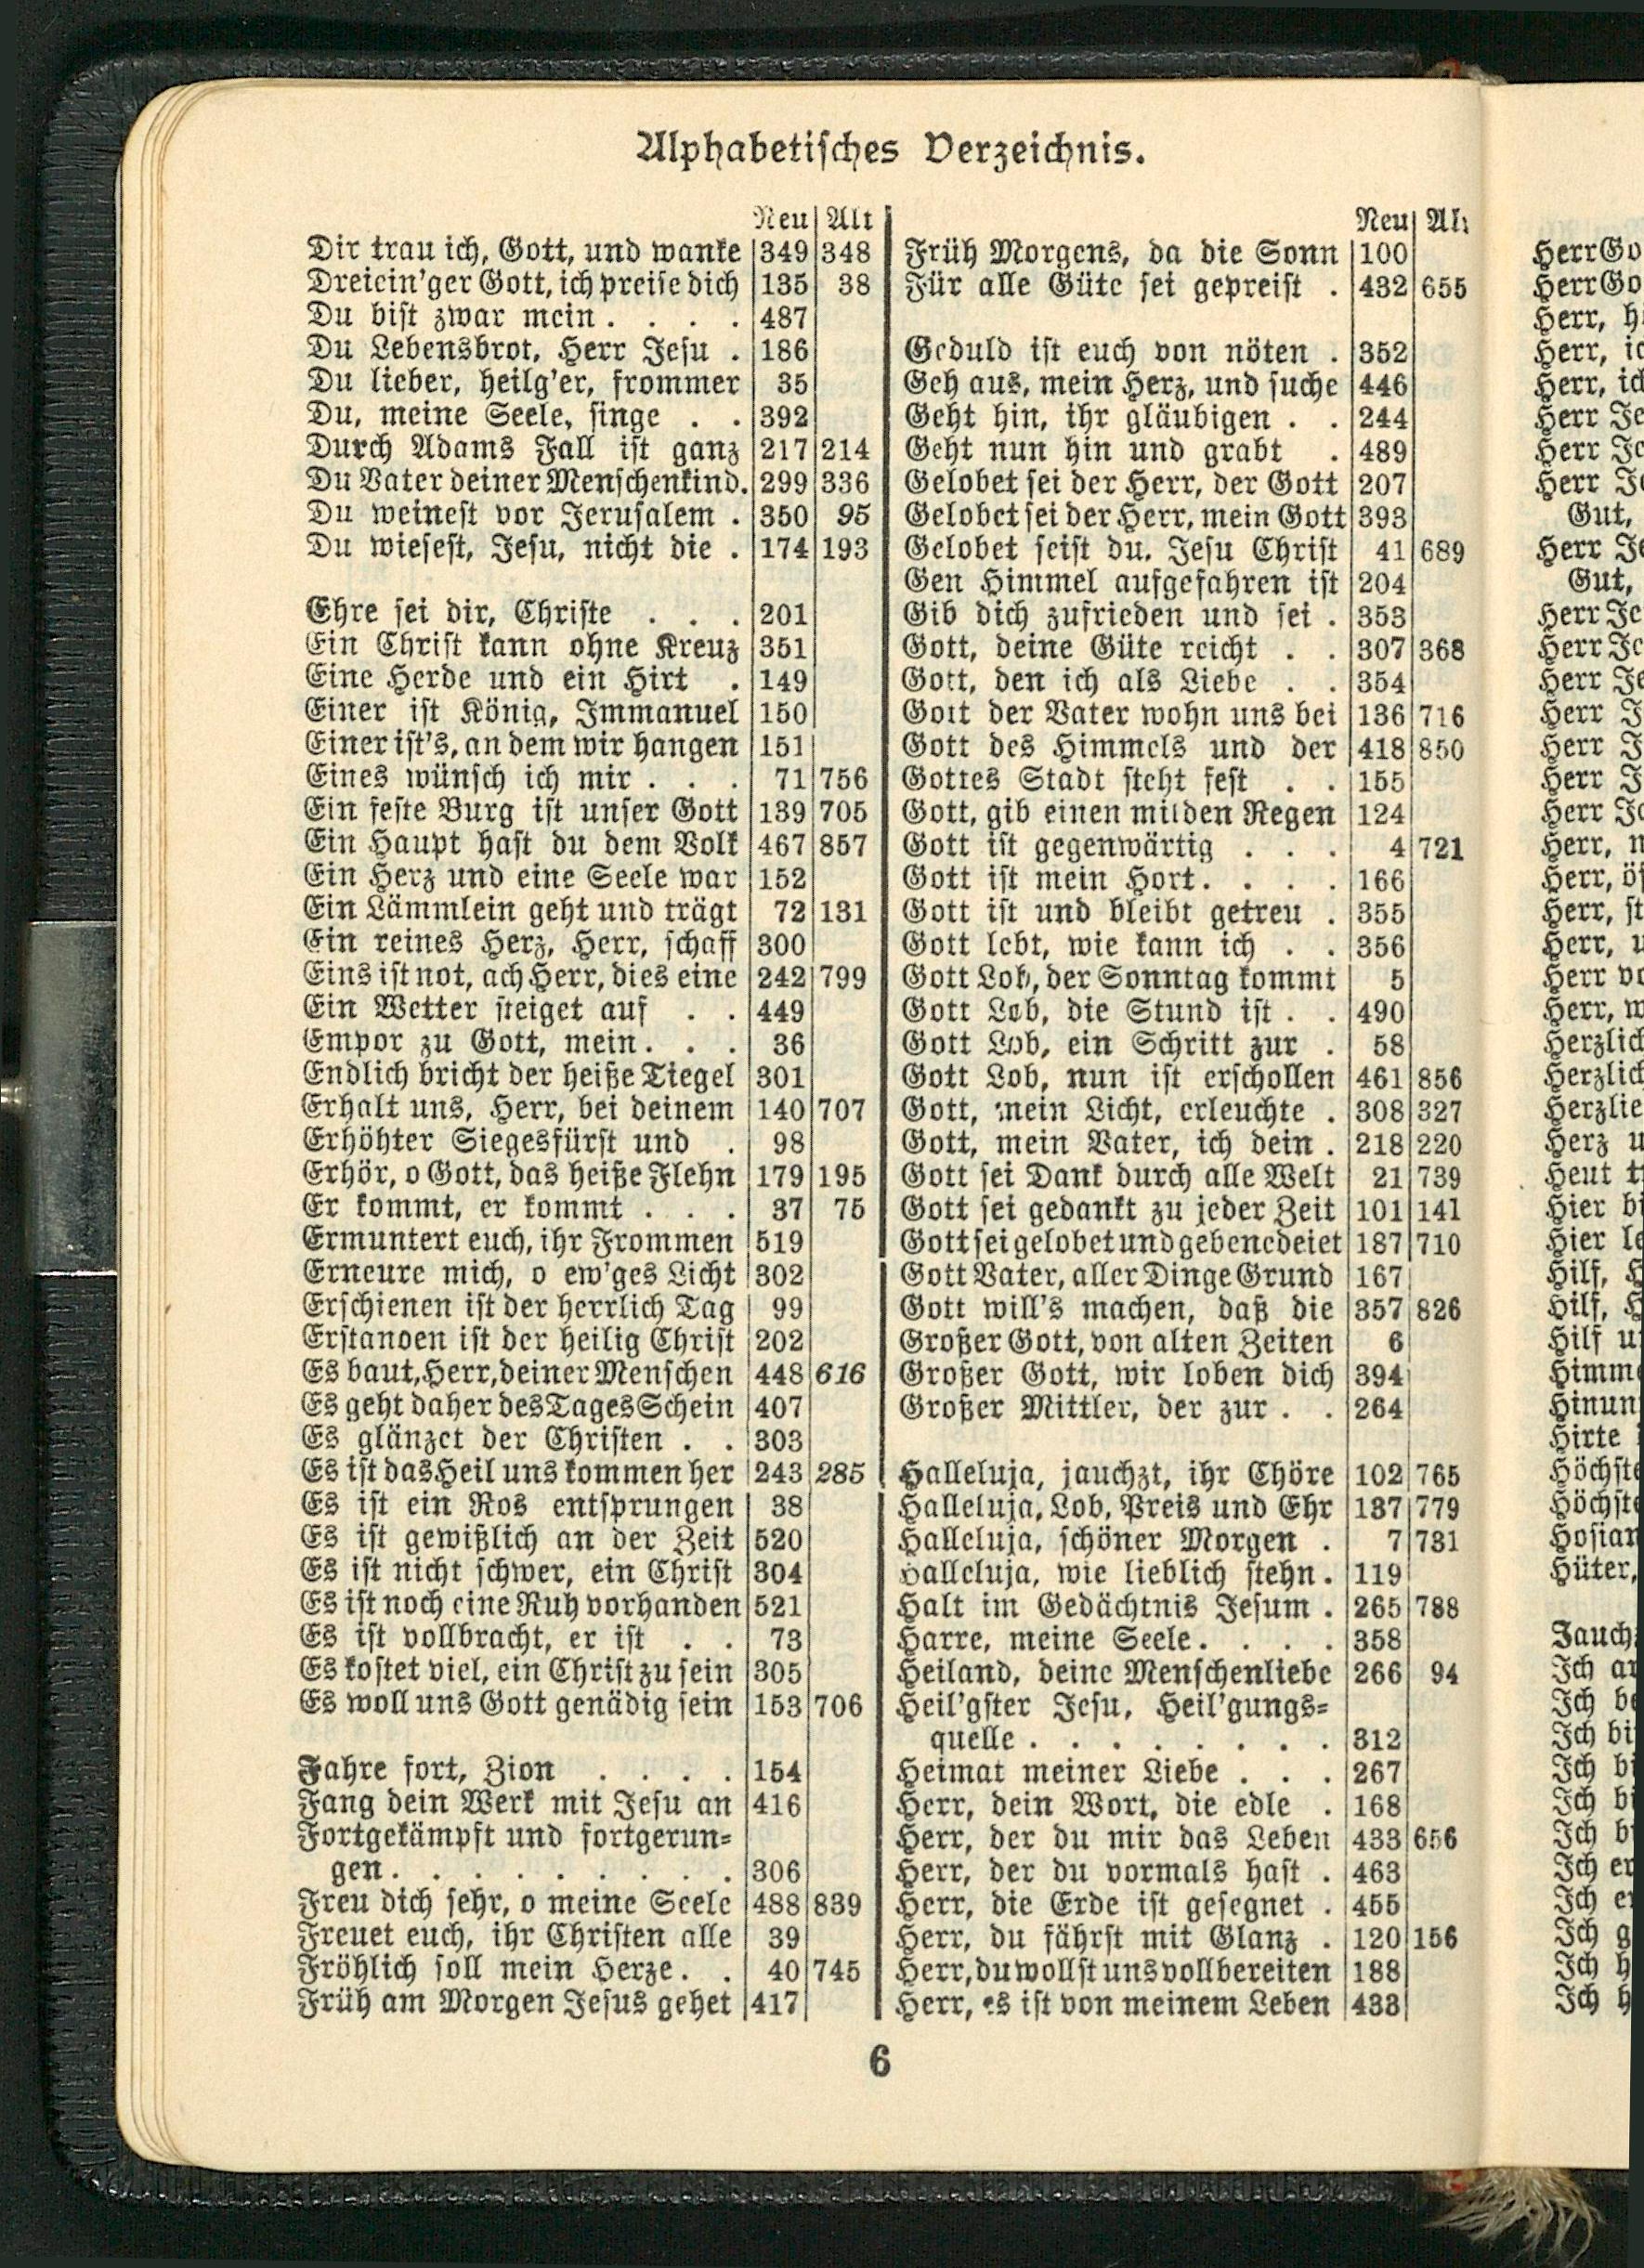 Alphabetisches Verzeichnis.
Neu Alt
Dir trau ich, Gott, und wanke 349 348
Dreiein'ger Gott, ich preise dich 135 38
Du bist zwar mein . . . . 487
Du Lebensbrot, Herr Jesu . 186
Du lieber, heilg'er, frommer 35
Du, meine Seele, singe . . 392
Durch Adams Fall ist ganz 217 214
Du Vater deiner Menschenkind. 299 336
Du weinest vor Jerusalem . 350 95
Du wiesest, Jesu, nicht die . 174 193
Ehre sei dir, Christe . . . 201
Ein Christ kann ohne Kreuz 351
Eine Herde und ein Hirt . 149
Einer ist König, Immanuel 150
Einer ist's, an dem wir hangen 151
Eines wünsch ich mir . . . 71 756
Ein feste Burg ist unser Gott 139 705
Ein Haupt hast du dem Volk 467 857
Ein Herz und eine Seele war 152
Ein Lämmlein geht und trägt 72 131
Ein reines Herz, Herr, schaff 300
Eins ist not, ach Herr, dies eine 242 799
Ein Wetter steiget auf . . 449
Empor zu Gott, mein . . . 36
Endlich bricht der heiße Tiegel 301
Erhalt uns, Herr, bei deinem 140 707
Erhöhter Siegesfürst und . 98
Erhör, o Gott, das heiße Flehn 179 195
Er kommt, er kommt . . . 37 75
Ermuntert euch, ihr Frommen 519
Erneure mich, o ew'ges Licht 302
Erschienen ist der herrlich Tag 99
Erstanden ist der heilig Christ 202
Es baut, Herr, deiner Menschen 448 616
Es geht daher des Tages Schein 407
Es glänzet der Christen . . 303
Es ist das Heil uns kommen her 243 285
Es ist ein Ros entsprungen 38
Es ist gewißlich an der Zeit 520
Es ist nicht schwer, ein Christ 304
Es ist noch eine Ruh vorhanden 521
Es ist vollbracht, er ist . . 73
Es kostet viel, ein Christ zu sein 305
Es woll uns Gott genädig sein 153 706
Fahre fort, Zion . . . . 154
Fang dein Werk mit Jesu an 416
Fortgekämpft und fortgerun-
gen . . . . . . . . . 306
Freu dich sehr, o meine Seele 488 839
Freuet euch, ihr Christen alle 39
Fröhlich soll mein Herze . . 40 745
Früh am Morgen Jesus gehet 417
Neu Alt
Früh Morgens, da die Sonn 100
Für alle Güte sei gepreist . 432 655
Geduld ist euch von nöten . 352
Geh aus, mein Herz, und suche 446
Geht hin, ihr gläubigen . . 244
Geht nun hin und grabt . 489
Gelobet sei der Herr, der Gott 207
Gelobet sei der Herr, mein Gott 393
Gelobet seist du, Jesu Christ 41 689
Gen Himmel aufgefahren ist 204
Gib dich zufrieden und sei . 353
Gott, deine Güte reicht . . 307 368
Gott, den ich als Liebe . . 354
Gott der Vater wohn uns bei 136 716
Gott des Himmels und der 418 850
Gottes Stadt steht fest . . 155
Gott, gib einen milden Regen 124
Gott ist gegenwärtig . . . 4 721
Gott ist mein Hort . . . . 166
Gott ist und bleibt getreu . 355
Gott lebt, wie kann ich . . 356
Gott Lob, der Sonntag kommt 5
Gott Lob, die Stund ist . . 490
Gott Lob, ein Schritt zur . 58
Gott Lob, nun ist erschollen 461 856
Gott, mein Licht, erleuchte . 308 327
Gott, mein Vater, ich dein . 218 220
Gott sei Dank durch alle Welt 21 739
Gott sei gedankt zu jeder Zeit 101 141
Gott sei gelobet und gebenedeiet 187 710
Gott Vater, aller Dinge Grund 167
Gott will's machen, daß die 357 826
Großer Gott, von alten Zeiten 6
Großer Gott, wir loben dich 394
Großer Mittler, der zur . . 264
Halleluja, jauchzt, ihr Chöre 102 765
Halleluja, Lob, Preis und Ehr 137 779
Halleluja, schöner Morgen . 7 731
Halleluja, wie lieblich stehn . 119
Halt im Gedächtnis Jesum . 265 788
Harre, meine Seele . . . . 358
Heiland, deine Menschenliebe 266 94
Heil'gster Jesu, Heil'gungs-
quelle . . . . . . . . . 312
Heimat meiner Liebe . . . 267
Herr, dein Wort, die edle . 168
Herr, der du mir das Leben 433 656
Herr, der du vormals hast . 463
Herr, die Erde ist gesegnet . 455
Herr, du fährst mit Glanz . 120 156
Herr, du wollst uns vollbereiten 188
Herr, es ist von meinem Leben 433
6